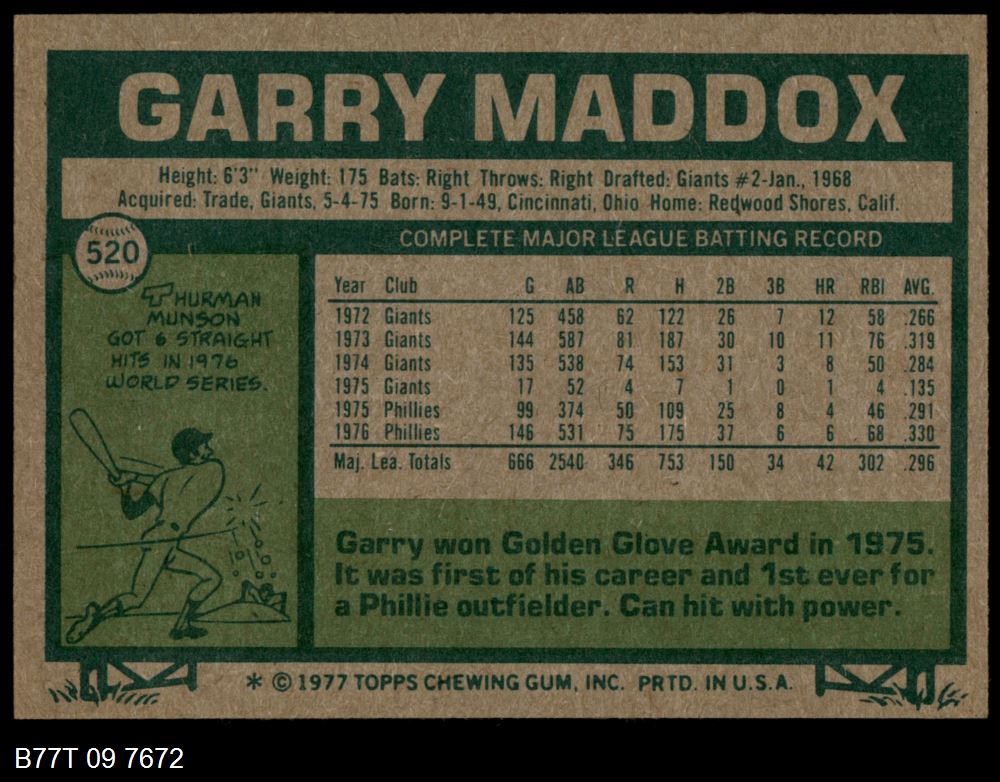 GARRY MADDOX
Height: 6'3" Weight: 175 Bats: Right Throws: Right Drafted: Giants #2-Jan., 1968
Acquired: Trade, Giants, 5-4-75 Born: 9-1-49, Cincinnati, Ohio Home: Redwood Shores, Calif.
520
COMPLETE MAJOR LEAGUE BATTING RECORD
THURMAN
MUNSON
GOT 6 STRAIGHT
HITS IN 1976
WORLD SERIES.
Year Club G AB R H 2B 3B HR RBI AVG.
1972 Giants 125 458 62 122 26 7 12 58 .266
1973 Giants 144 587 81 187 30 10 11 76 .319
1974 Giants 135 538 74 153 31 3 8 50 .284
1975 Giants 17 52 4 7 1 0 1 4 .135
1975 Phillies 99 374 50 109 25 8 4 46 .291
1976 Phillies 146 531 75 175 37 6 6 68 .330
Maj. Lea. Totals 666 2540 346 753 150 34 42 302 .296
Garry won Golden Glove Award in 1975.
It was first of his career and 1st ever for
a Phillie outfielder. Can hit with power.
* © 1977 TOPPS CHEWING GUM, INC. PRTD. IN U.S.A.
B77T 09 7672